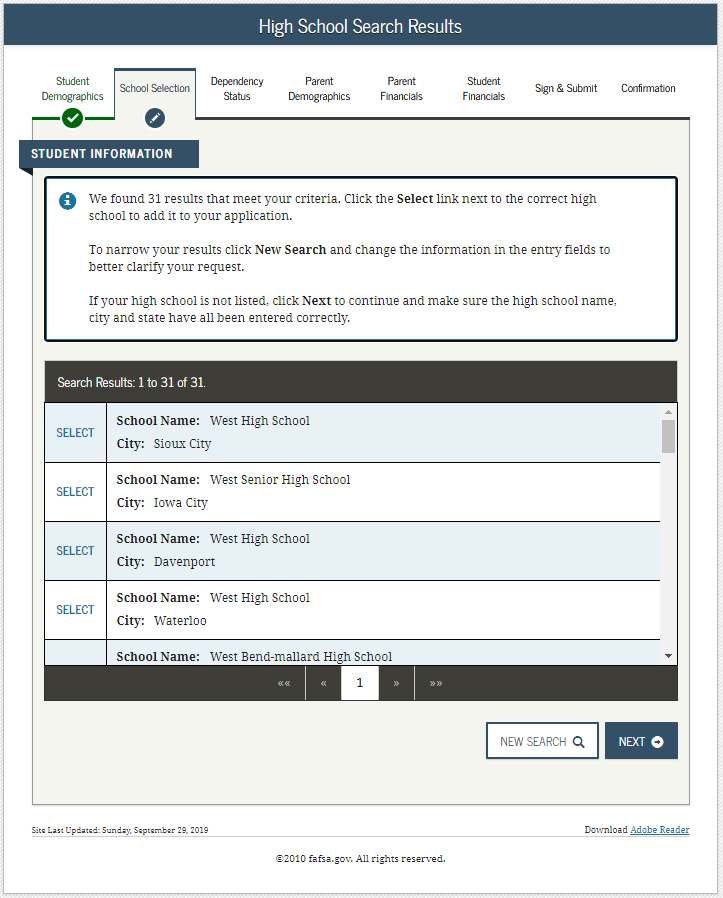 High School Search Results
Student Demographics
School Selection
Dependency Status
Parent Demographics
Parent Financials
Student Financials
Sign & Submit
Confirmation
STUDENT INFORMATION
We found 31 results that meet your criteria. Click the Select link next to the correct high
school to add it to your application.
To narrow your results click New Search and change the information in the entry fields to
better clarify your request.
If your high school is not listed, click Next to continue and make sure the high school name,
city and state have all been entered correctly.
Search Results: 1 to 31 of 31.
SELECT
School Name: West High School
City: Sioux City
SELECT
School Name: West Senior High School
City: Iowa City
SELECT
School Name: West High School
City: Davenport
SELECT
School Name: West High School
City: Waterloo
School Name: West Bend-mallard High School
«« « 1 » »»
NEW SEARCH NEXT
Site Last Updated: Sunday, September 29, 2019 Download Adobe Reader
©2010 fafsa.gov. All rights reserved.